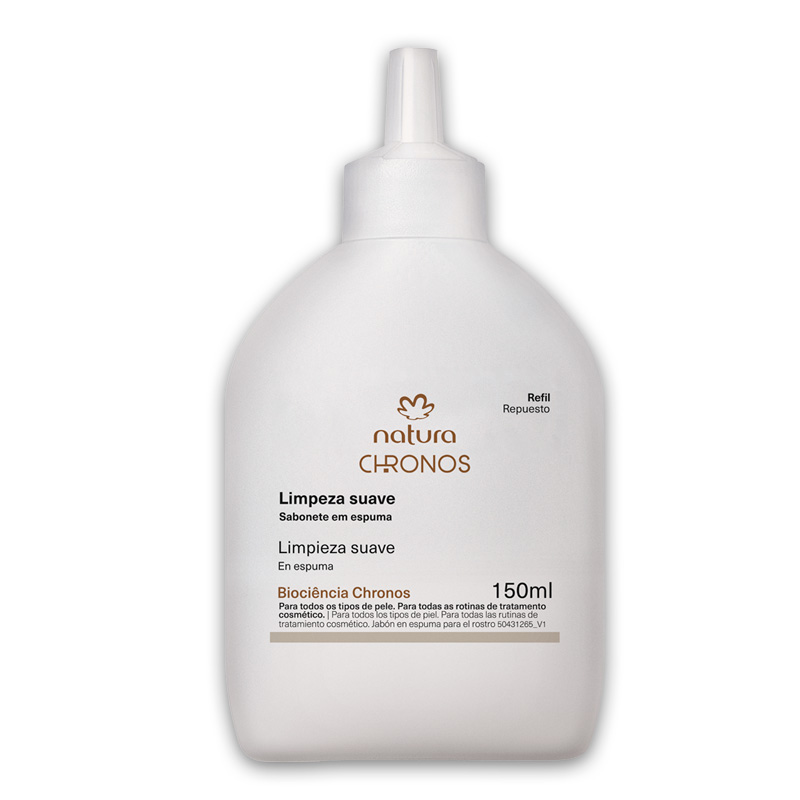 Refil
Repuesto
natura
CHRONOS
Limpeza suave
Sabonete em espuma
Limpieza suave
En espuma
Biociência Chronos
150ml
Para todos os tipos de pele. Para todas as rotinas de tratamento
cosmético. | Para todos los tipos de piel. Para todas las rutinas de
tratamiento cosmético. Jabón en espuma para el rostro 50431265_V1